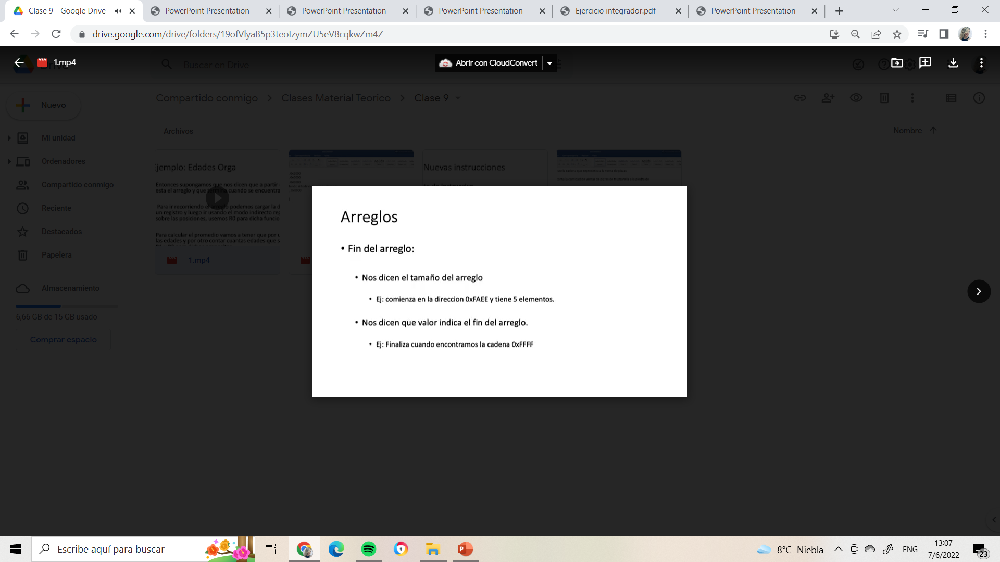 Clase 9 - Google Drive
PowerPoint Presentation
PowerPoint Presentation
PowerPoint Presentation
Ejercicio integrador.pdf
PowerPoint Presentation
drive.google.com/drive/folders/19ofVlyaB5p3teoIzymZU5eV8cqkwZm4Z
1.mp4
Drive
Buscar en Drive
Abrir con CloudConvert
Nuevo
Compartido conmigo
Clases Material Teorico
Clase 9
Archivos
Nombre
Mi unidad
Ordenadores
Compartido conmigo
Reciente
Destacados
Papelera
Almacenamiento
6,66 GB de 15 GB usado
Comprar espacio
jemplo: Edades Orga
Entonces supongamos que nos dicen que a partir
esta el arreglo y que termina cuando se encuentra
Para ir recorriendo el arreglo podemos cargar la d
un registro y luego ir usando el modo indirecto reg
sobre las posiciones, usemos R0 para dicha funcio
Para calcular el promedio vamos a tener que por u
las edades y por otro contar cuantas edades que s
1.mp4
Nuevas instrucciones
Arreglos
• Fin del arreglo:
• Nos dicen el tamaño del arreglo
• Ej: comienza en la direccion 0xFAEE y tiene 5 elementos.
• Nos dicen que valor indica el fin del arreglo.
• Ej: Finaliza cuando encontramos la cadena 0xFFFF
Escribe aquí para buscar
8°C Niebla
ENG
13:07
7/6/2022
23